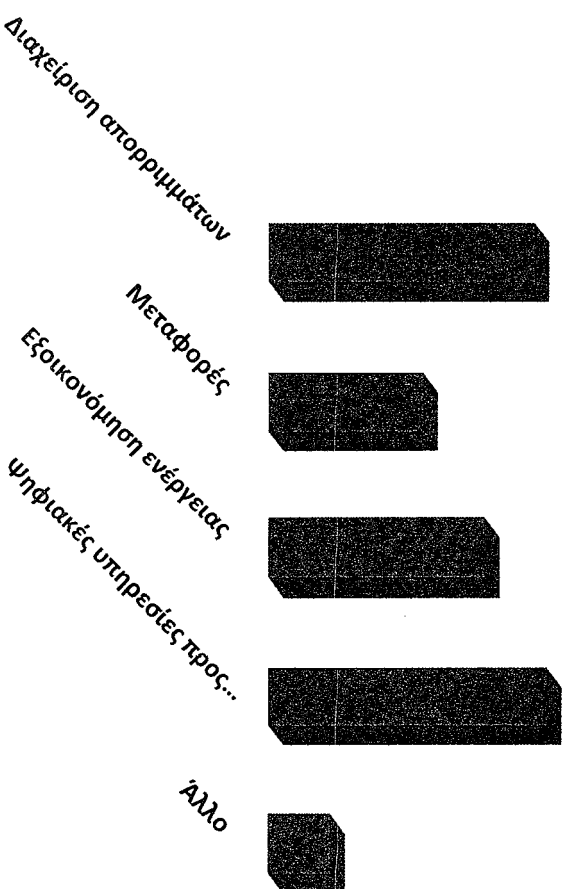 Διαχείριση απορριμμάτων
Μεταφορές
Εξοικονόμηση ενέργειας
Ψηφιακές υπηρεσίες προς...
Άλλο